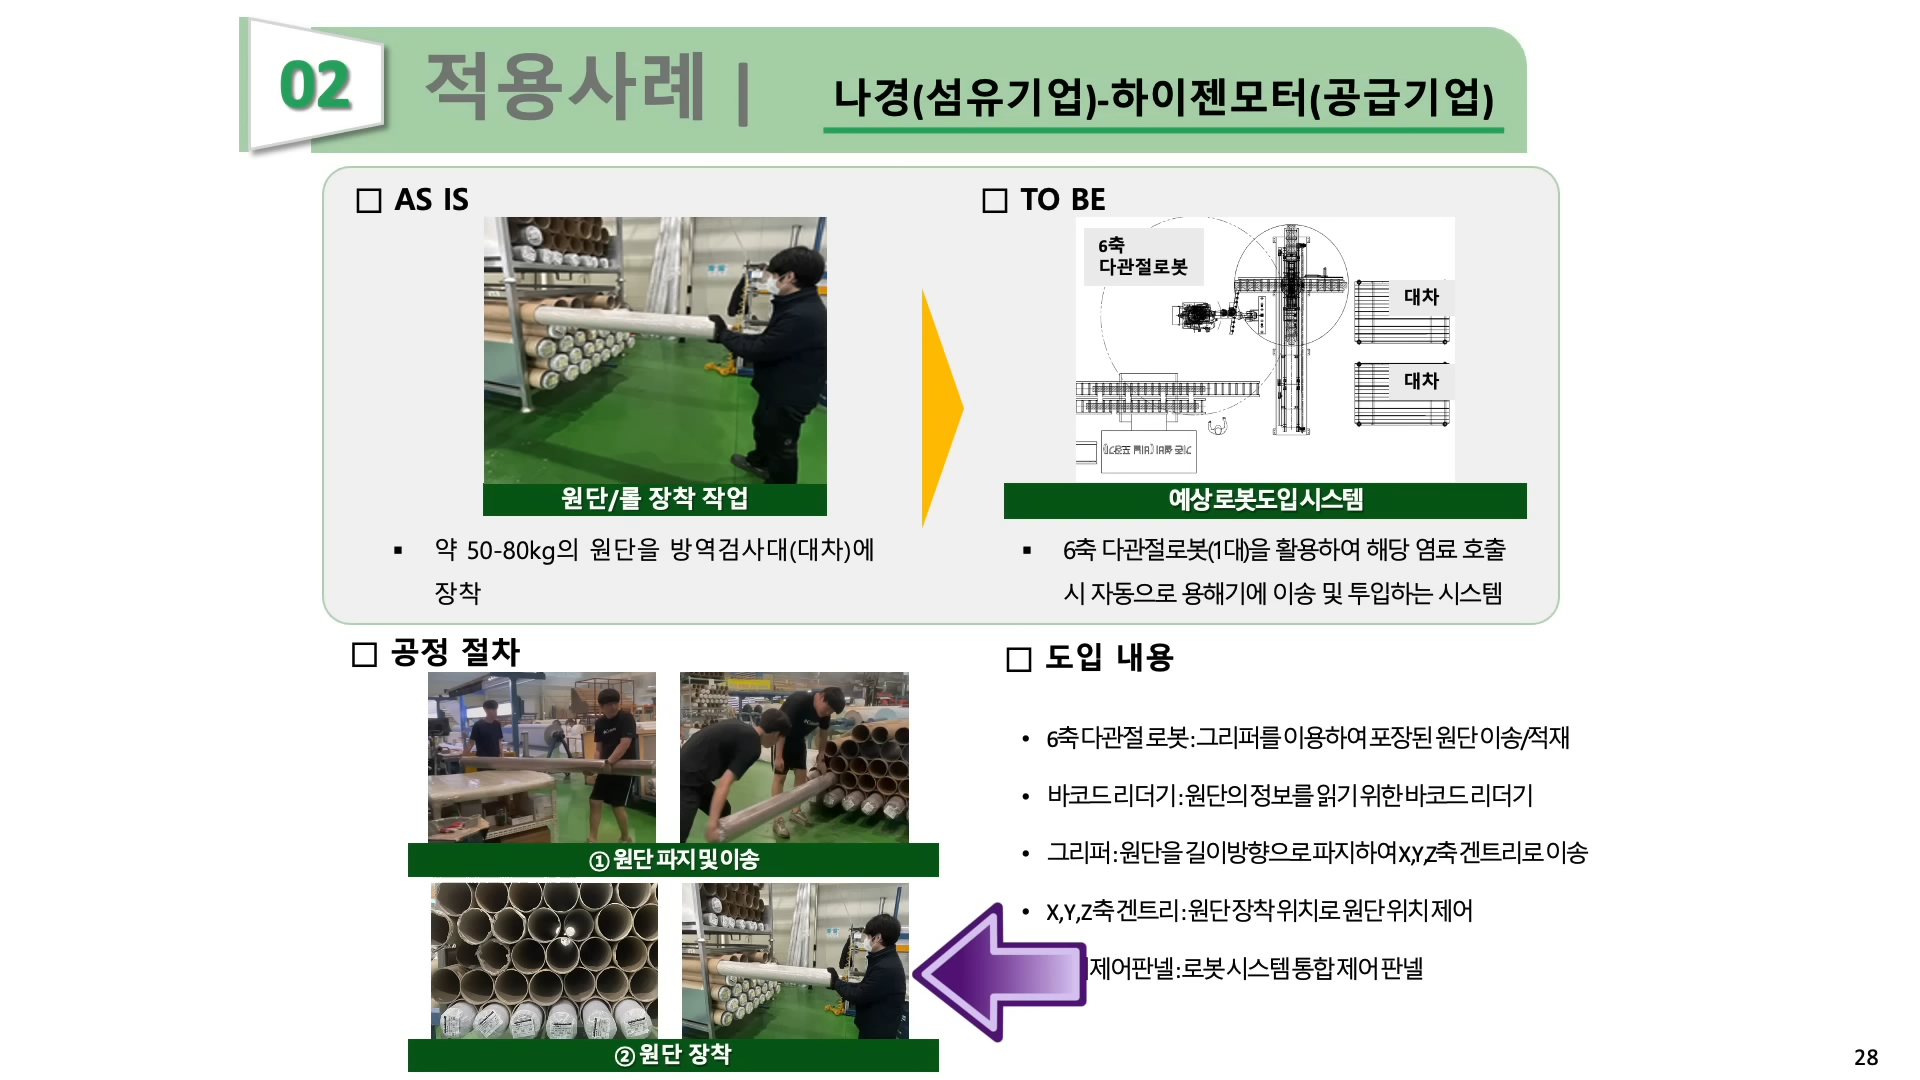 02
적용사례 |
나경(섬유기업)-하이젠모터(공급기업)
□ AS IS
원단/롤 장착 작업
▪ 약 50-80kg의 원단을 방역검사대(대차)에
장착
□ TO BE
6축
다관절로봇
대차
대차
예상로봇도입시스템
▪ 6축 다관절로봇(1대)을 활용하여 해당 염료 호출
시 자동으로 용해기에 이송 및 투입하는 시스템
□ 공정 절차
①원단 파지 및 이송
②원단 장착
□ 도입 내용
• 6축 다관절 로봇 : 그리퍼를 이용하여 포장된 원단 이송/적재
• 바코드 리더기 : 원단의 정보를 읽기 위한 바코드 리더기
• 그리퍼 : 원단을 길이방향으로 파지하여 X,Y,Z축 겐트리로 이송
• X,Y,Z축 겐트리 : 원단 장착 위치로 원단 위치 제어
제어판넬 : 로봇 시스템 통합 제어 판넬
28